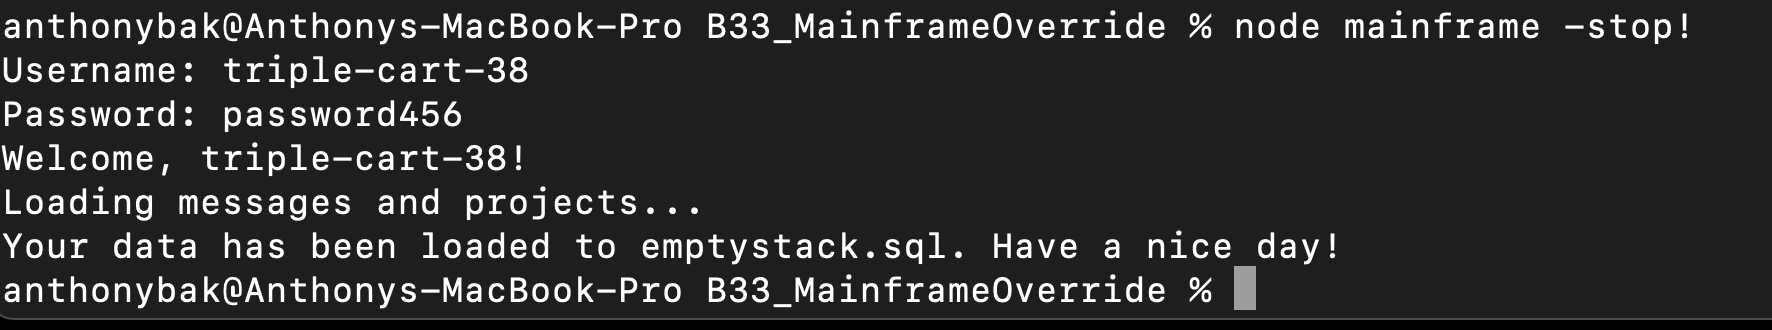 anthonybak@Anthonys-MacBook-Pro B33_MainframeOverride % node mainframe -stop!
Username: triple-cart-38
Password: password456
Welcome, triple-cart-38!
Loading messages and projects...
Your data has been loaded to emptystack.sql. Have a nice day!
anthonybak@Anthonys-MacBook-Pro B33_MainframeOverride %